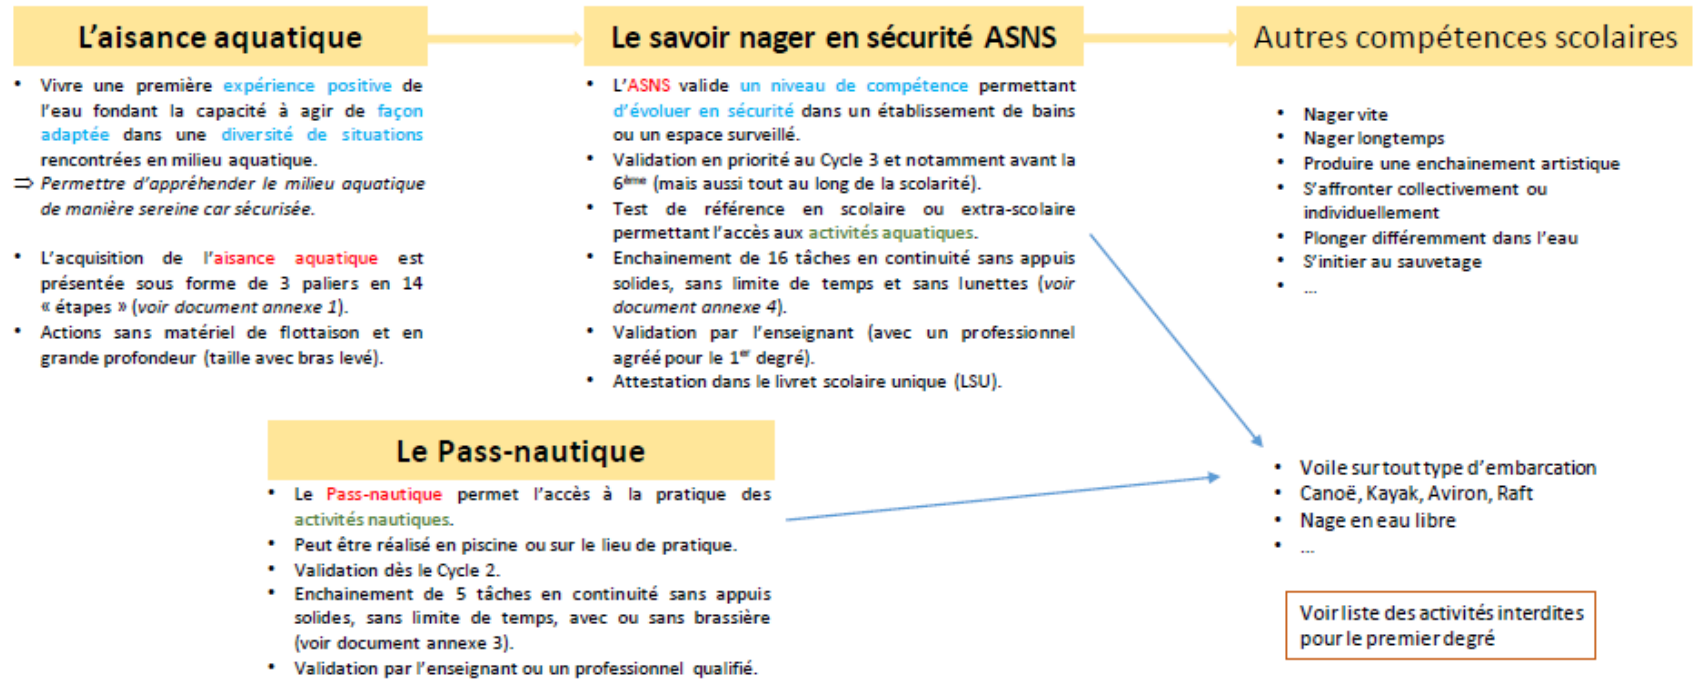 L'aisance aquatique
• Vivre une première expérience positive de
l'eau fondant la capacité à agir de façon
adaptée dans une diversité de situations
rencontrées en milieu aquatique.
⇒ Permettre d'appréhender le milieu aquatique
de manière sereine car sécurisée.
• L'acquisition de l'aisance aquatique est
présentée sous forme de 3 paliers en 14
« étapes » (voir document annexe 1).
• Actions sans matériel de flottaison et en
grande profondeur (taille avec bras levé).
Le savoir nager en sécurité ASNS
• L'ASNS valide un niveau de compétence permettant
d'évoluer en sécurité dans un établissement de bains
ou un espace surveillé.
• Validation en priorité au Cycle 3 et notamment avant la
6ème (mais aussi tout au long de la scolarité).
• Test de référence en scolaire ou extra-scolaire
permettant l'accès aux activités aquatiques.
• Enchainement de 16 tâches en continuité sans appuis
solides, sans limite de temps et sans lunettes (voir
document annexe 4).
• Validation par l'enseignant (avec un professionnel
agréé pour le 1er degré).
• Attestation dans le livret scolaire unique (LSU).
Autres compétences scolaires
• Nager vite
• Nager longtemps
• Produire une enchainement artistique
• S'affronter collectivement ou
individuellement
• Plonger différemment dans l'eau
• S'initier au sauvetage
• ...
Le Pass-nautique
• Le Pass-nautique permet l'accès à la pratique des
activités nautiques.
• Peut être réalisé en piscine ou sur le lieu de pratique.
• Validation dès le Cycle 2.
• Enchainement de 5 tâches en continuité sans appuis
solides, sans limite de temps, avec ou sans brassière
(voir document annexe 3).
• Validation par l'enseignant ou un professionnel qualifié.
• Voile sur tout type d'embarcation
• Canoë, Kayak, Aviron, Raft
• Nage en eau libre
• ...
Voir liste des activités interdites
pour le premier degré